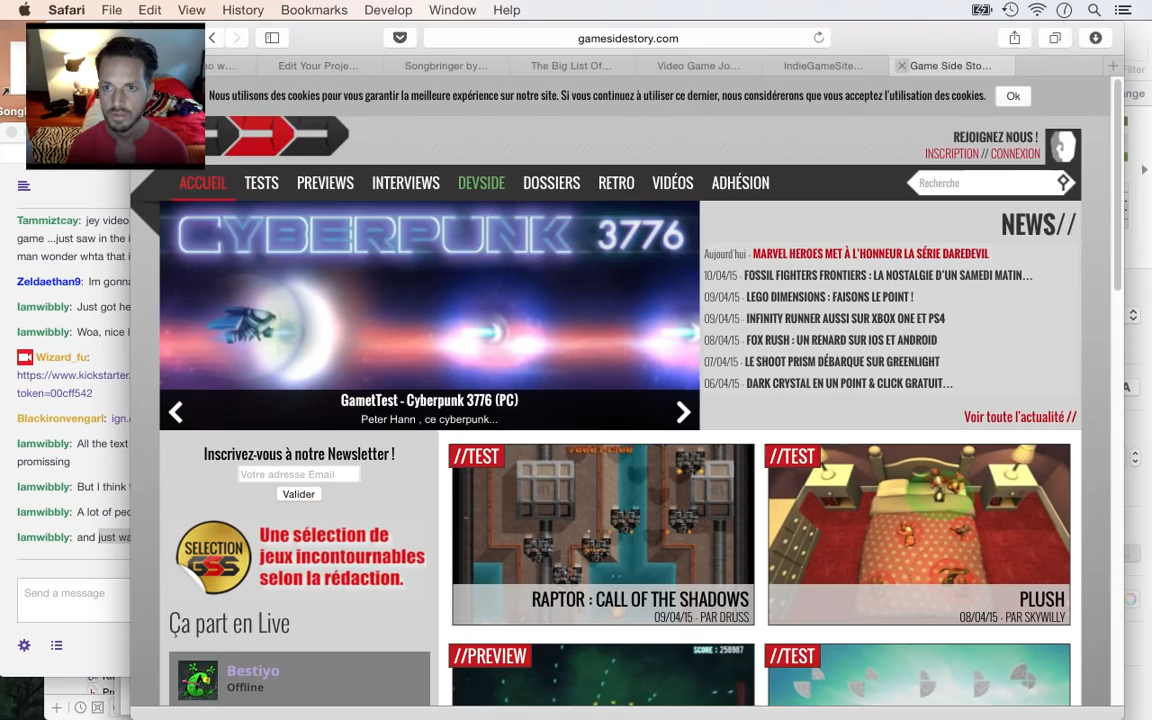 Safari File Edit View History Bookmarks Develop Window Help
gamesidestory.com
Edit Your Proje... Songbringer by... The Big List Of... Video Game Jo... IndieGameSite... Game Side Sto...
Nous utilisons des cookies pour vous garantir la meilleure expérience sur notre site. Si vous continuez à utiliser ce dernier, nous considérerons que vous acceptez l'utilisation des cookies. Ok
REJOIGNEZ NOUS !
INSCRIPTION // CONNEXION
ACCUEIL TESTS PREVIEWS INTERVIEWS DEVSIDE DOSSIERS RETRO VIDÉOS ADHÉSION Recherche
CYBERPUNK 3776
GametTest - Cyberpunk 3776 (PC)
Peter Hann , ce cyberpunk...
NEWS//
Aujourd'hui - MARVEL HEROES MET À L'HONNEUR LA SÉRIE DAREDEVIL
10/04/15 - FOSSIL FIGHTERS FRONTIERS : LA NOSTALGIE D'UN SAMEDI MATIN...
09/04/15 - LEGO DIMENSIONS : FAISONS LE POINT !
09/04/15 - INFINITY RUNNER AUSSI SUR XBOX ONE ET PS4
08/04/15 - FOX RUSH : UN RENARD SUR IOS ET ANDROID
07/04/15 - LE SHOOT PRISM DÉBARQUE SUR GREENLIGHT
06/04/15 - DARK CRYSTAL EN UN POINT & CLICK GRATUIT...
Voir toute l'actualité //
Tammiztcay: jey video
game ...just saw in the i
man wonder whta that i
Zeldaethan9: Im gonna
Iamwibbly: Just got he
Iamwibbly: Woa, nice l
Wizard_fu:
https://www.kickstarter.
token=00cff542
Blackironvengarl: ign.
Iamwibbly: All the text
promissing
Iamwibbly: But I think
Iamwibbly: A lot of peo
Iamwibbly: and just wa
Send a message
Inscrivez-vous à notre Newsletter !
Votre adresse Email
Valider
SELECTION
GSS
Une sélection de
jeux incontournables
selon la rédaction.
Ça part en Live
Bestiyo
Offline
//TEST
RAPTOR : CALL OF THE SHADOWS
09/04/15 - PAR DRUSS
//TEST
PLUSH
08/04/15 - PAR SKYWILLY
//PREVIEW
SCORE : 258987
//TEST